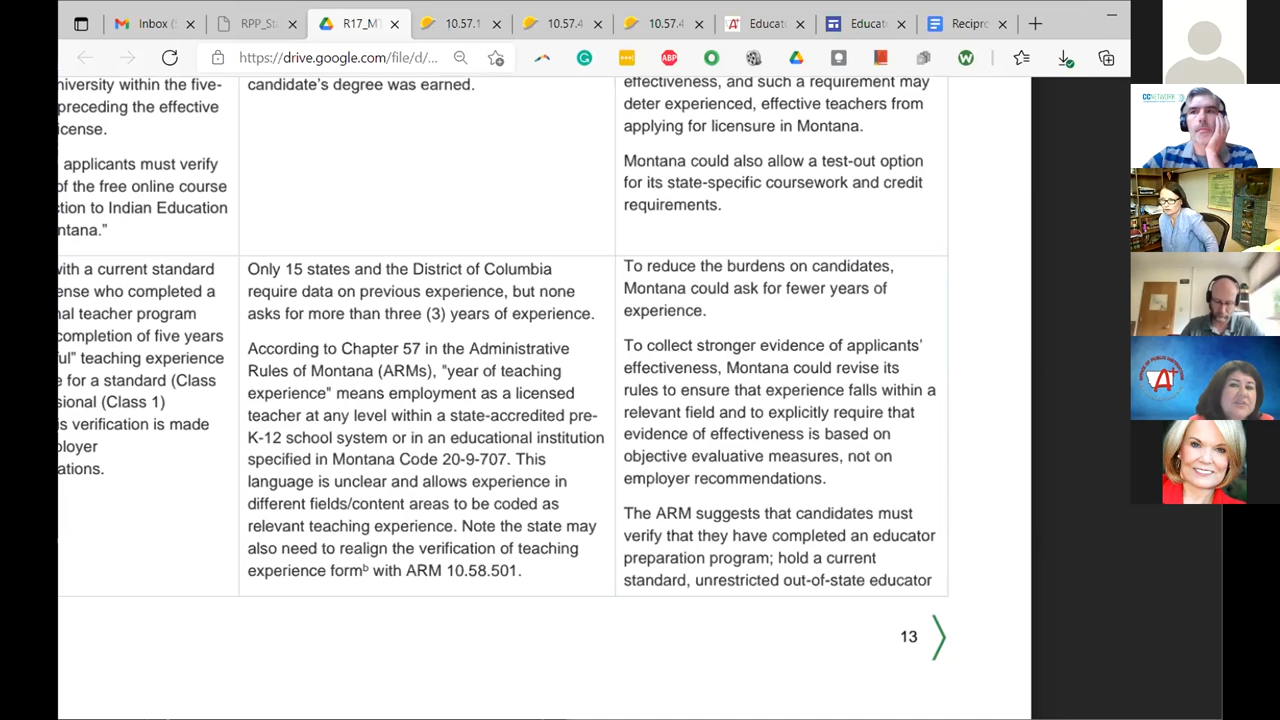 Inbox (
RPP_St
R17_MT
10.57.1
10.57.4
10.57.4
Educat
Educat
Recipro
https://drive.google.com/file/d/...
ABP
W
niversity within the five-
preceding the effective
icense.
applicants must verify
of the free online course
ction to Indian Education
ntana."
with a current standard
ense who completed a
nal teacher program
completion of five years
ful" teaching experience
e for a standard (Class
sional (Class 1)
is verification is made
ployer
ations.
candidate's degree was earned.
Only 15 states and the District of Columbia
require data on previous experience, but none
asks for more than three (3) years of experience.
According to Chapter 57 in the Administrative
Rules of Montana (ARMs), "year of teaching
experience" means employment as a licensed
teacher at any level within a state-accredited pre-
K-12 school system or in an educational institution
specified in Montana Code 20-9-707. This
language is unclear and allows experience in
different fields/content areas to be coded as
relevant teaching experience. Note the state may
also need to realign the verification of teaching
experience formᵇ with ARM 10.58.501.
effectiveness, and such a requirement may
deter experienced, effective teachers from
applying for licensure in Montana.
Montana could also allow a test-out option
for its state-specific coursework and credit
requirements.
To reduce the burdens on candidates,
Montana could ask for fewer years of
experience.
To collect stronger evidence of applicants'
effectiveness, Montana could revise its
rules to ensure that experience falls within a
relevant field and to explicitly require that
evidence of effectiveness is based on
objective evaluative measures, not on
employer recommendations.
The ARM suggests that candidates must
verify that they have completed an educator
preparation program; hold a current
standard, unrestricted out-of-state educator
13
CCNETWORK